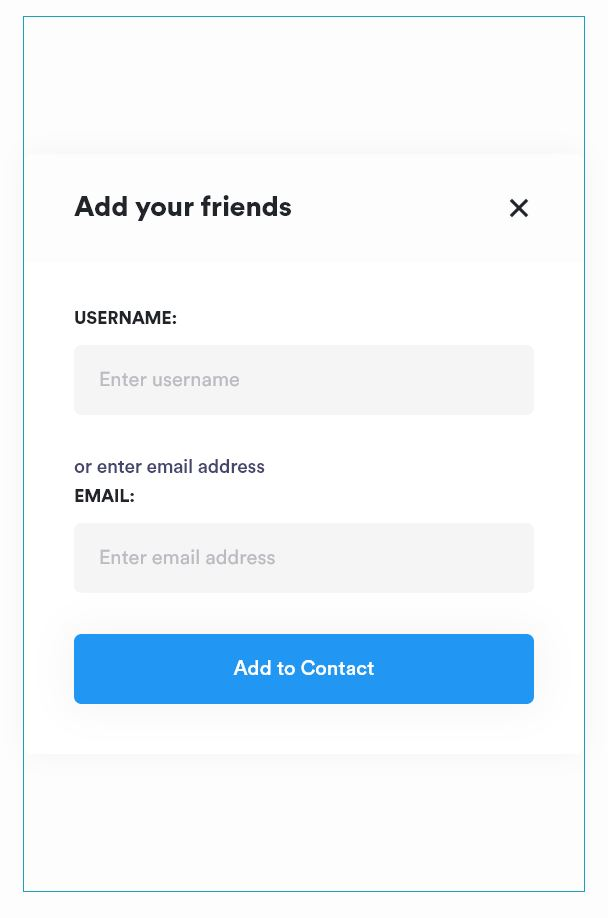 Add your friends
USERNAME:
Enter username
or enter email address
EMAIL:
Enter email address
Add to Contact